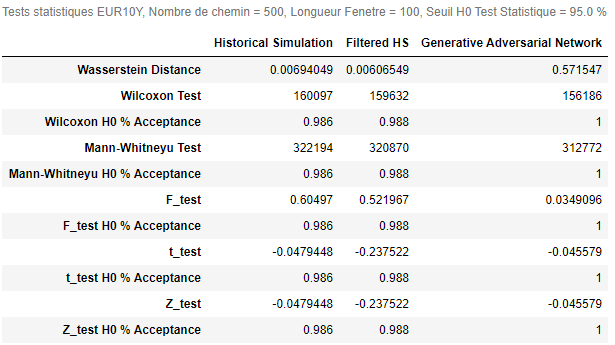 Tests statistiques EUR10Y, Nombre de chemin = 500, Longueur Fenetre = 100, Seuil H0 Test Statistique = 95.0 %
Historical Simulation Filtered HS Generative Adversarial Network
Wasserstein Distance 0.00694049 0.00606549 0.571547
Wilcoxon Test 160097 159632 156186
Wilcoxon H0 % Acceptance 0.986 0.988 1
Mann-Whitneyu Test 322194 320870 312772
Mann-Whitneyu H0 % Acceptance 0.986 0.988 1
F_test 0.60497 0.521967 0.0349096
F_test H0 % Acceptance 0.986 0.988 1
t_test -0.0479448 -0.237522 -0.045579
t_test H0 % Acceptance 0.986 0.988 1
Z_test -0.0479448 -0.237522 -0.045579
Z_test H0 % Acceptance 0.986 0.988 1